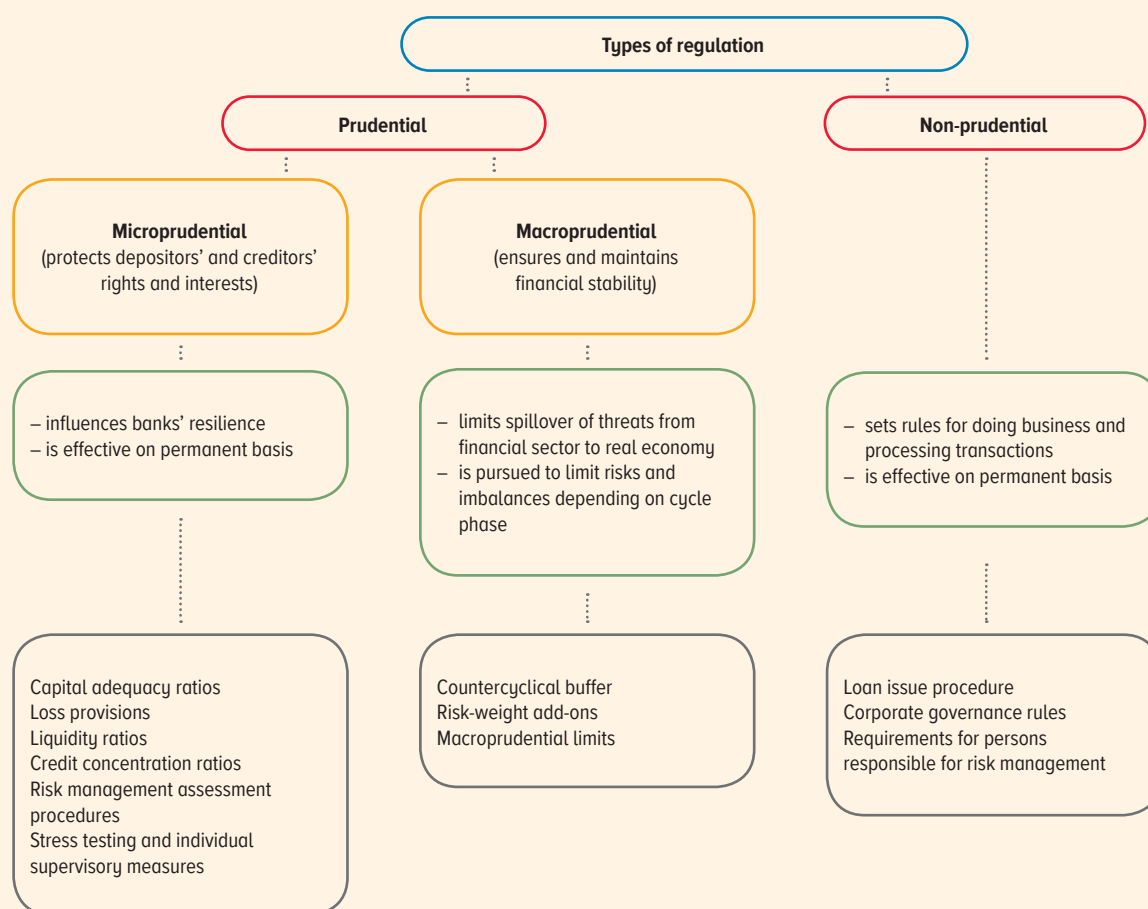 Types of regulation
Prudential
Non-prudential
Microprudential
(protects depositors’ and creditors’
rights and interests)
Macroprudential
(ensures and maintains
financial stability)
– influences banks’ resilience
– is effective on permanent basis
– limits spillover of threats from
financial sector to real economy
– is pursued to limit risks and
imbalances depending on cycle
phase
– sets rules for doing business and
processing transactions
– is effective on permanent basis
Capital adequacy ratios
Loss provisions
Liquidity ratios
Credit concentration ratios
Risk management assessment
procedures
Stress testing and individual
supervisory measures
Countercyclical buffer
Risk-weight add-ons
Macroprudential limits
Loan issue procedure
Corporate governance rules
Requirements for persons
responsible for risk management